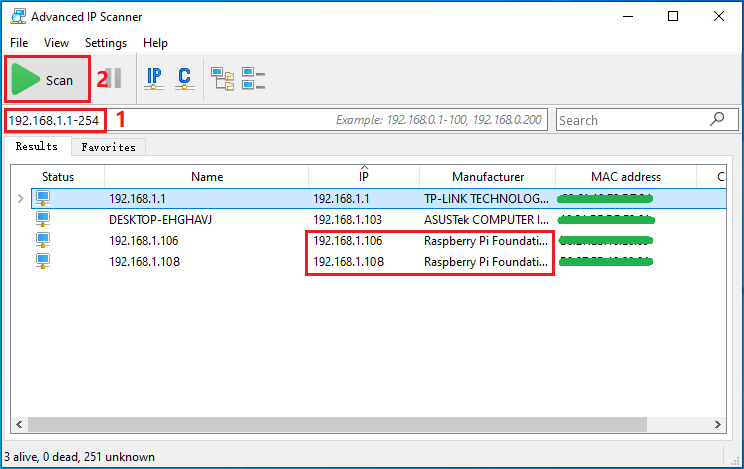 Advanced IP Scanner
File View Settings Help
Scan 2 IP C
192.168.1.1-254 1 Example: 192.168.0.1-100, 192.168.0.200 Search
Results Favorites
Status Name IP Manufacturer MAC address C
192.168.1.1 192.168.1.1 TP-LINK TECHNOLOG...
DESKTOP-EHGHAVJ 192.168.1.103 ASUSTek COMPUTER I...
192.168.1.106 192.168.1.106 Raspberry Pi Foundati...
192.168.1.108 192.168.1.108 Raspberry Pi Foundati...
3 alive, 0 dead, 251 unknown